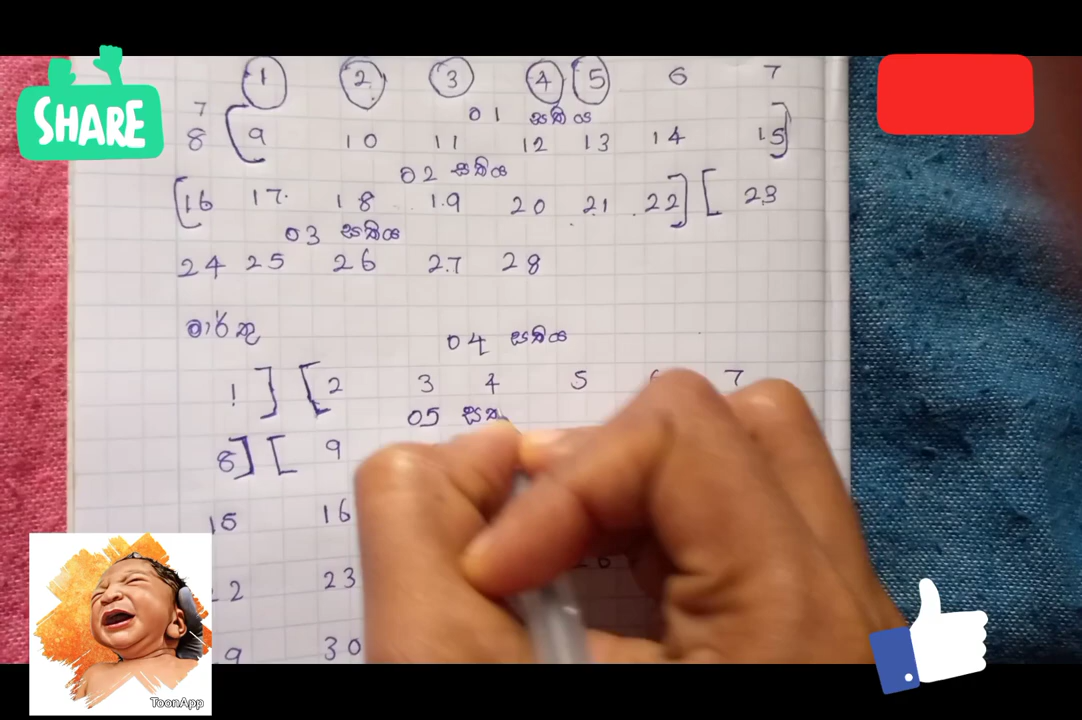 SHARE
1 2 3 4 5 6 7
7
01 සතිය
8 [9 10 11 12 13 14 15]
02 සතිය
[16 17 18 19 20 21 22] [ 23
03 සතිය
24 25 26 27 28
මාර්තු
04 සතිය
1] [2 3 4 5 7
05
8] [ 9
15 16
23
30
ToonApp